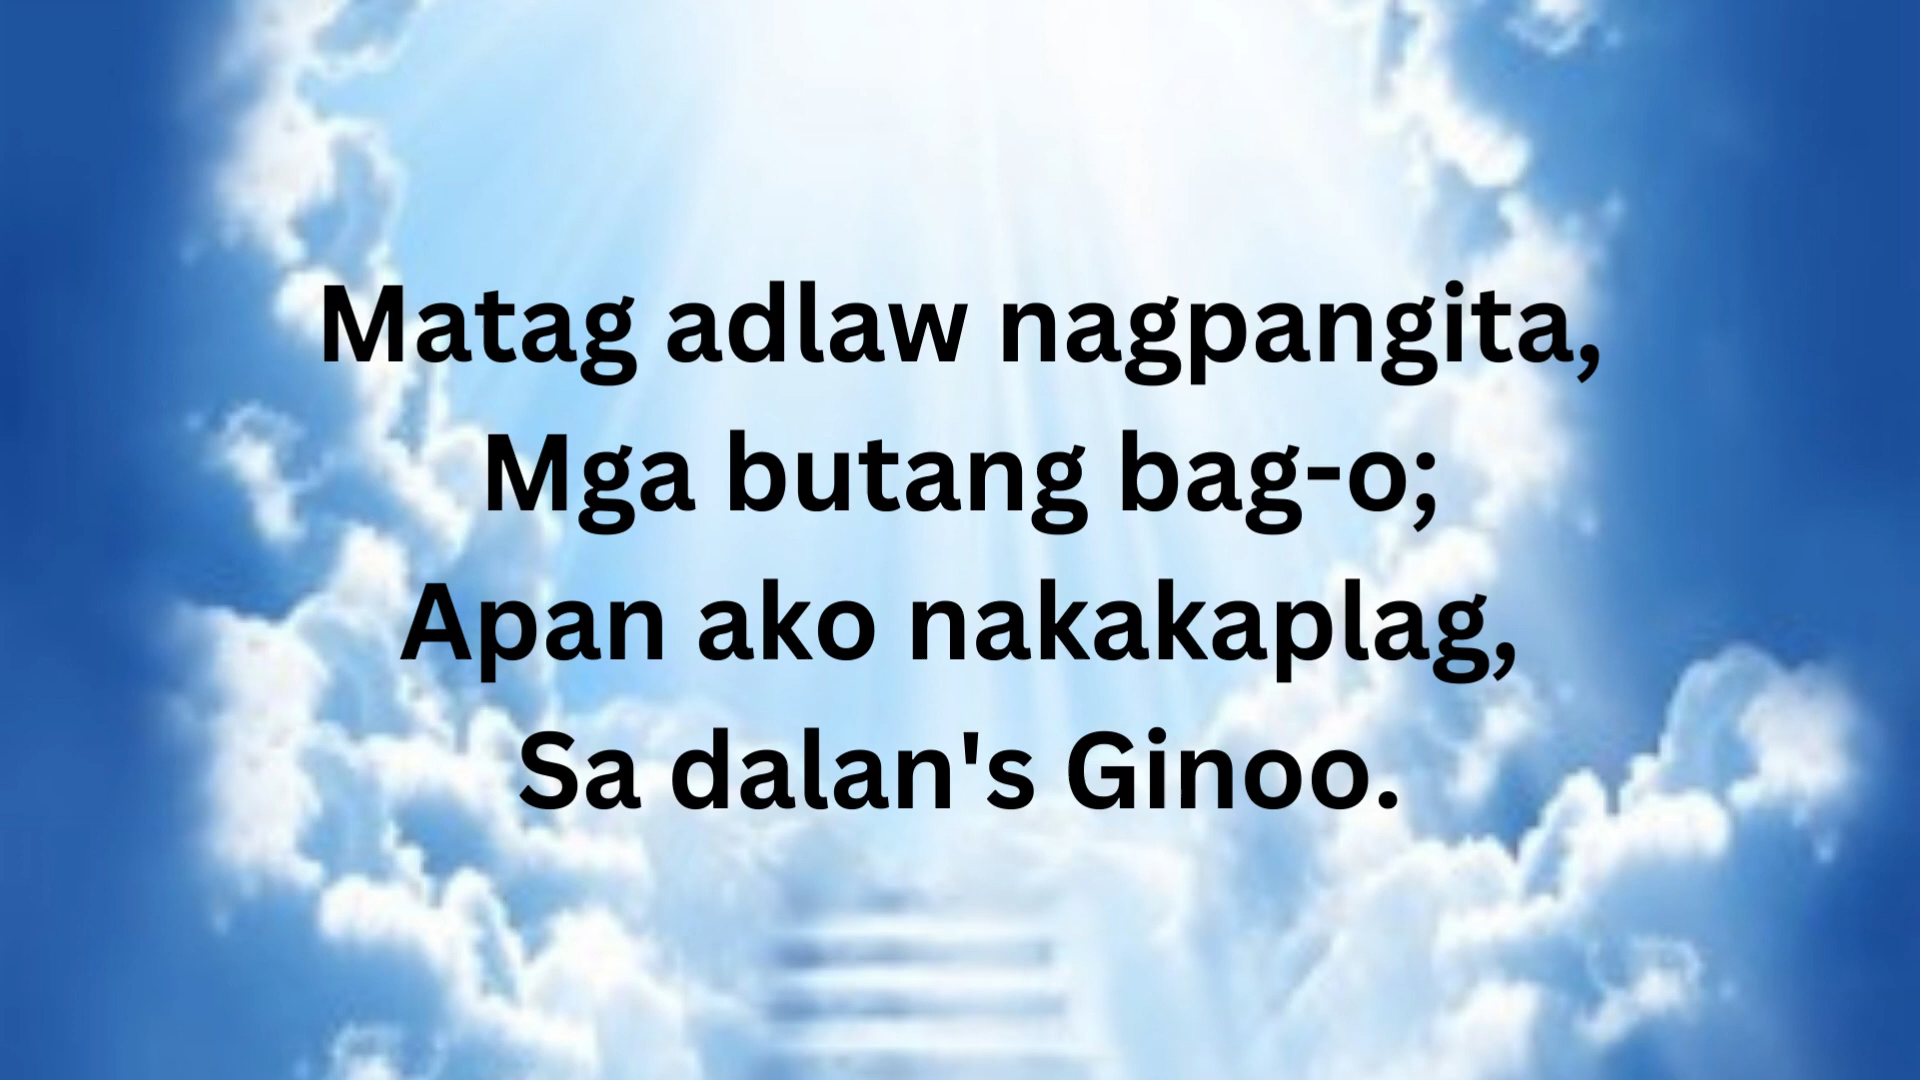 Matag adlaw nagpangita,
Mga butang bag-o;
Apan ako nakakaplag,
Sa dalan's Ginoo.